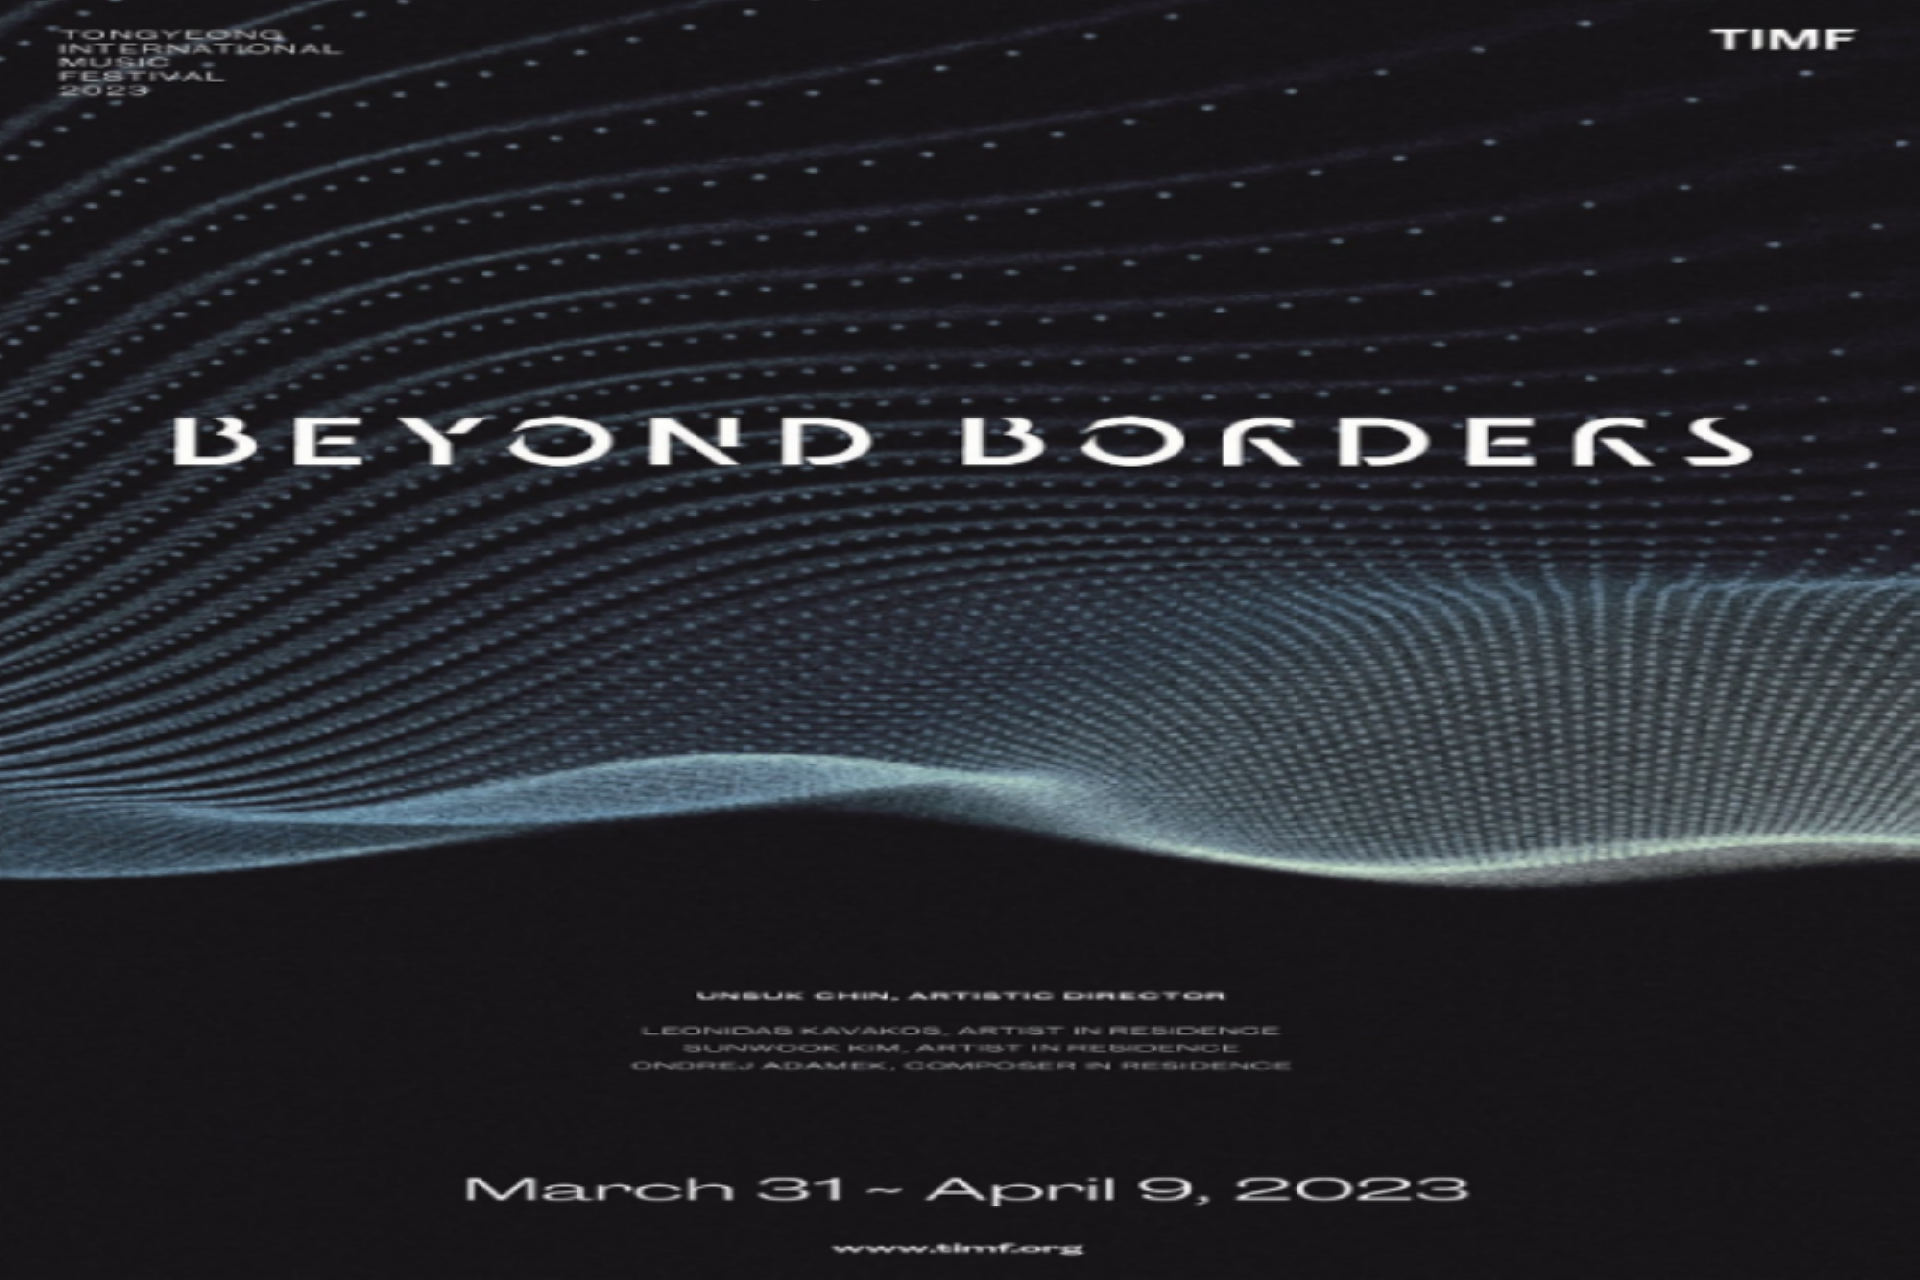 TONGYEONG
INTERNATIONAL
MUSIC
FESTIVAL
2023
TIMF
BEYOND BORDERS
UNSUK CHIN, ARTISTIC DIRECTOR
LEONIDAS KAVAKOS, ARTIST IN RESIDENCE
SUNWOOK KIM, ARTIST IN RESIDENCE
ONDREJ ADAMEK, COMPOSER IN RESIDENCE
March 31 ~ April 9, 2023
www.timf.org